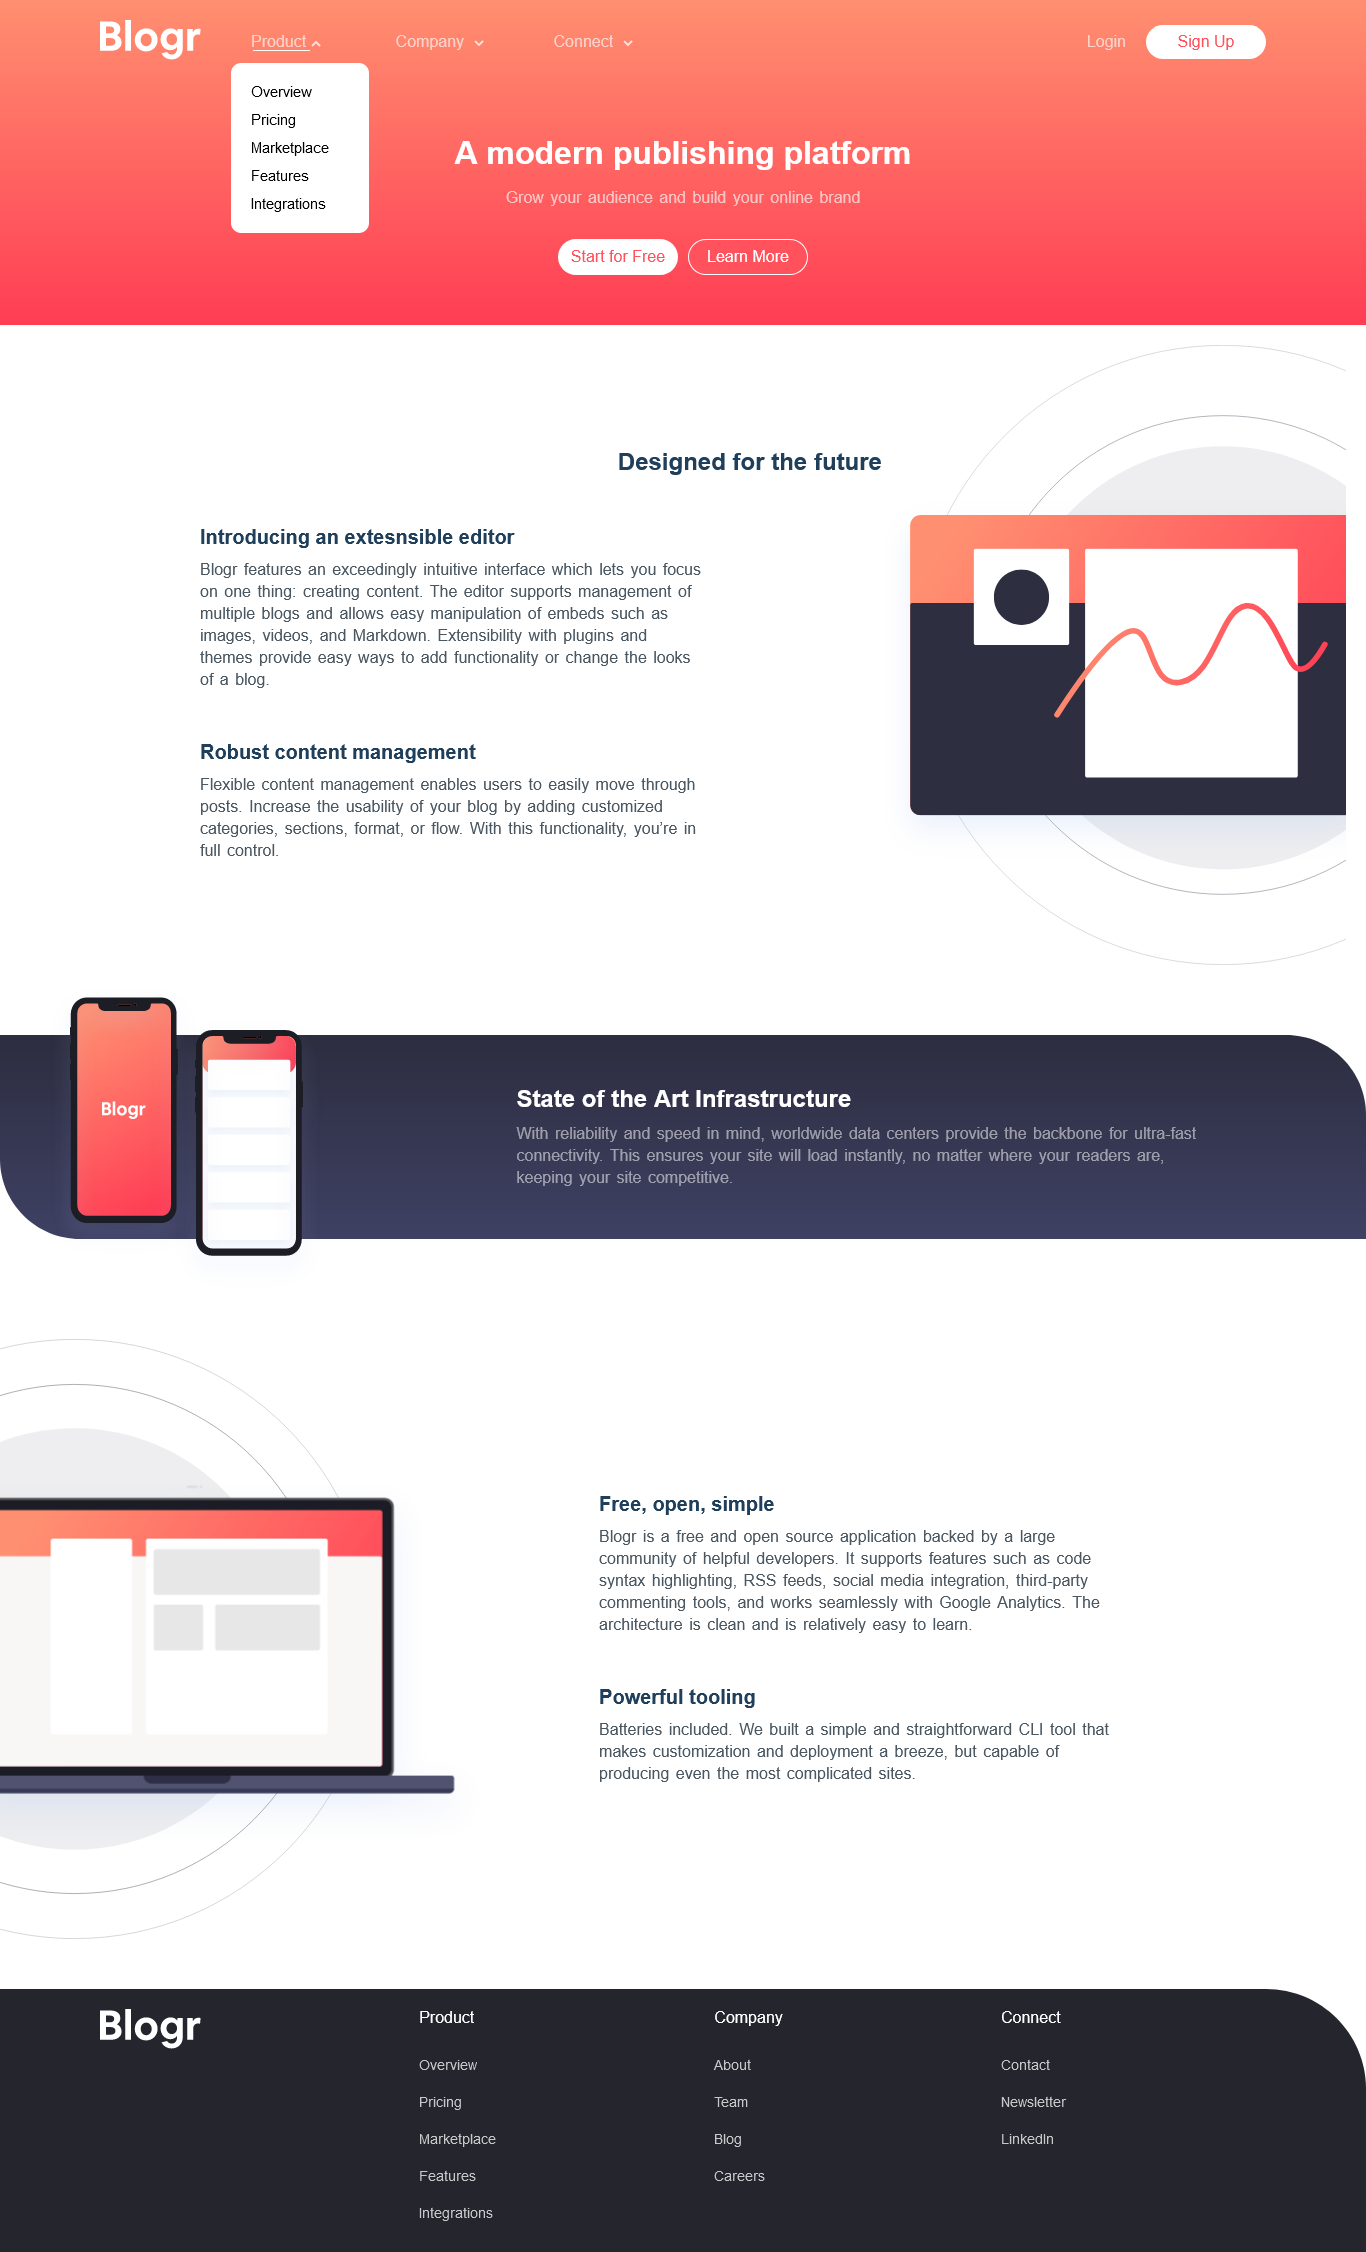 Blogr
Product
Company
Connect
Login
Sign Up
Overview
Pricing
Marketplace
Features
Integrations
A modern publishing platform
Grow your audience and build your online brand
Start for Free
Learn More
Designed for the future
Introducing an extesnsible editor
Blogr features an exceedingly intuitive interface which lets you focus
on one thing: creating content. The editor supports management of
multiple blogs and allows easy manipulation of embeds such as
images, videos, and Markdown. Extensibility with plugins and
themes provide easy ways to add functionality or change the looks
of a blog.
Robust content management
Flexible content management enables users to easily move through
posts. Increase the usability of your blog by adding customized
categories, sections, format, or flow. With this functionality, you’re in
full control.
Blogr
State of the Art Infrastructure
With reliability and speed in mind, worldwide data centers provide the backbone for ultra-fast
connectivity. This ensures your site will load instantly, no matter where your readers are,
keeping your site competitive.
Free, open, simple
Blogr is a free and open source application backed by a large
community of helpful developers. It supports features such as code
syntax highlighting, RSS feeds, social media integration, third-party
commenting tools, and works seamlessly with Google Analytics. The
architecture is clean and is relatively easy to learn.
Powerful tooling
Batteries included. We built a simple and straightforward CLI tool that
makes customization and deployment a breeze, but capable of
producing even the most complicated sites.
Blogr
Product
Overview
Pricing
Marketplace
Features
Integrations
Company
About
Team
Blog
Careers
Connect
Contact
Newsletter
LinkedIn